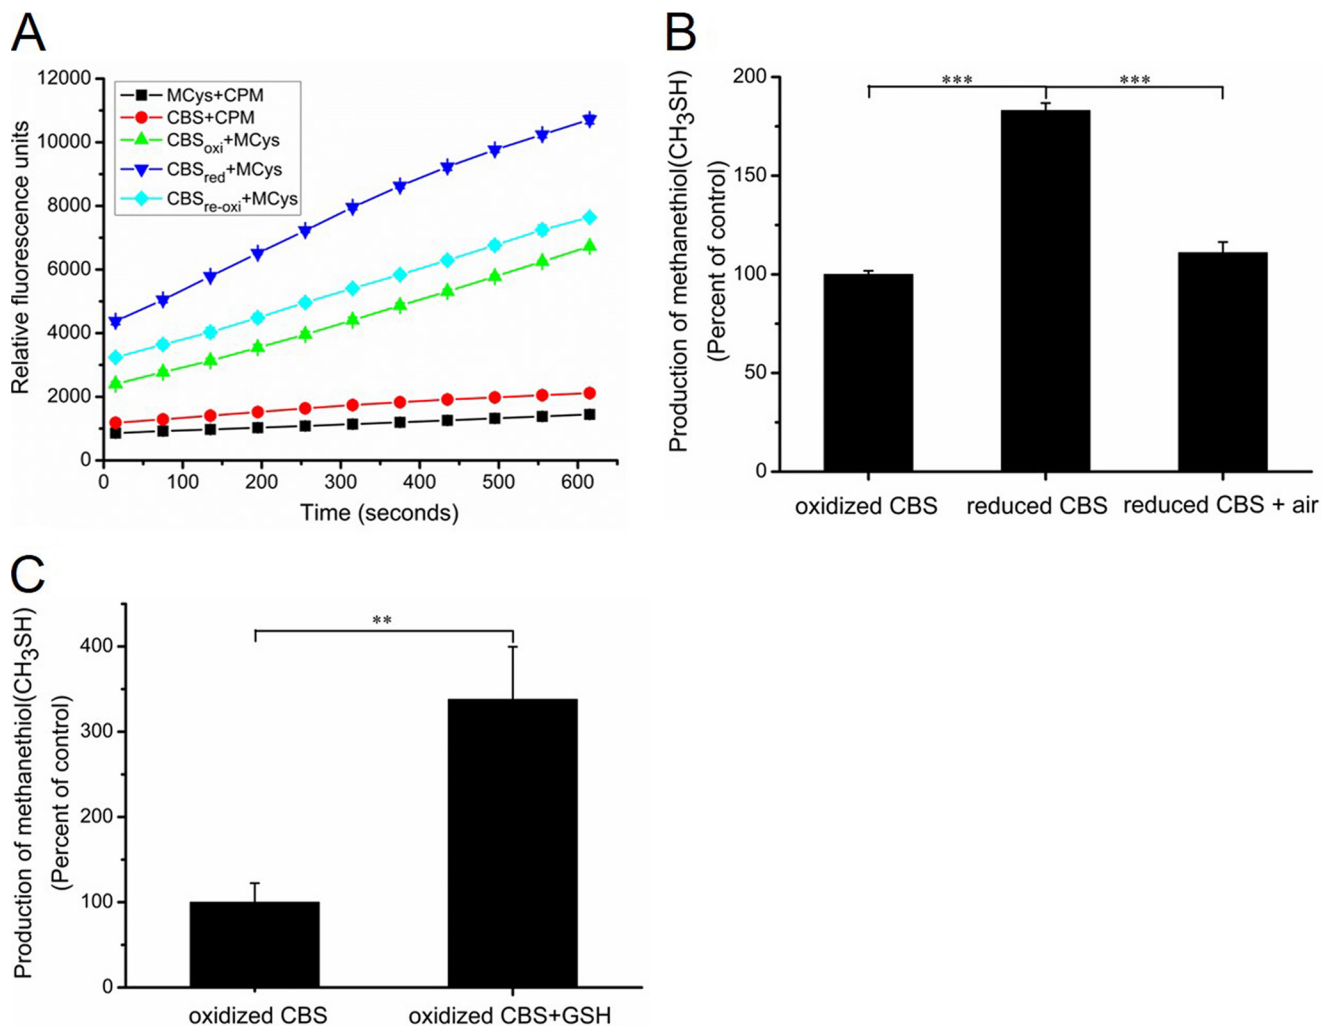 A
Relative fluorescence units
12000
10000
8000
6000
4000
2000
0
MCys+CPM
CBS+CPM
CBSoxi+MCys
CBSred+MCys
CBSre-oxi+MCys
0 100 200 300 400 500 600
Time (seconds)
B
Production of methanethiol(CH3SH)
(Percent of control)
200
150
100
50
0
*** ***
oxidized CBS reduced CBS reduced CBS + air
C
Production of methanethiol(CH3SH)
(Percent of control)
400
300
200
100
0
**
oxidized CBS oxidized CBS+GSH